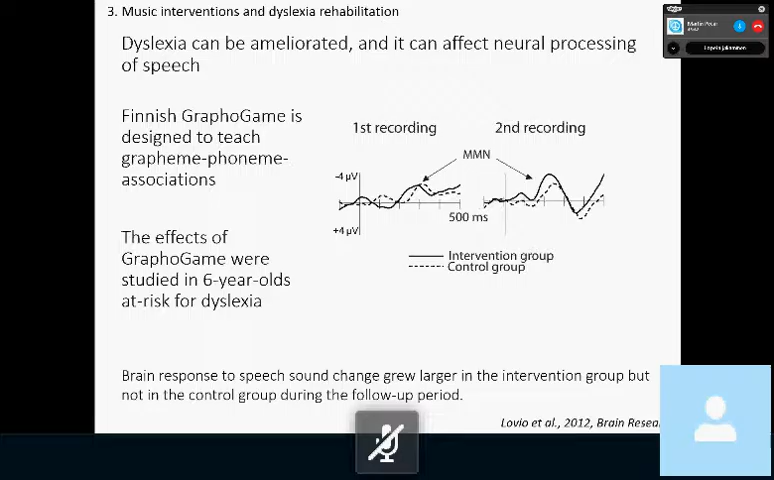 3. Music interventions and dyslexia rehabilitation
Dyslexia can be ameliorated, and it can affect neural processing
of speech
Finnish GraphoGame is
designed to teach
grapheme-phoneme-
associations
1st recording
2nd recording
MMN
-4 µV
+4 µV
500 ms
Intervention group
Control group
The effects of
GraphoGame were
studied in 6-year-olds
at-risk for dyslexia
Brain response to speech sound change grew larger in the intervention group but
not in the control group during the follow-up period.
Lovio et al., 2012, Brain Resea